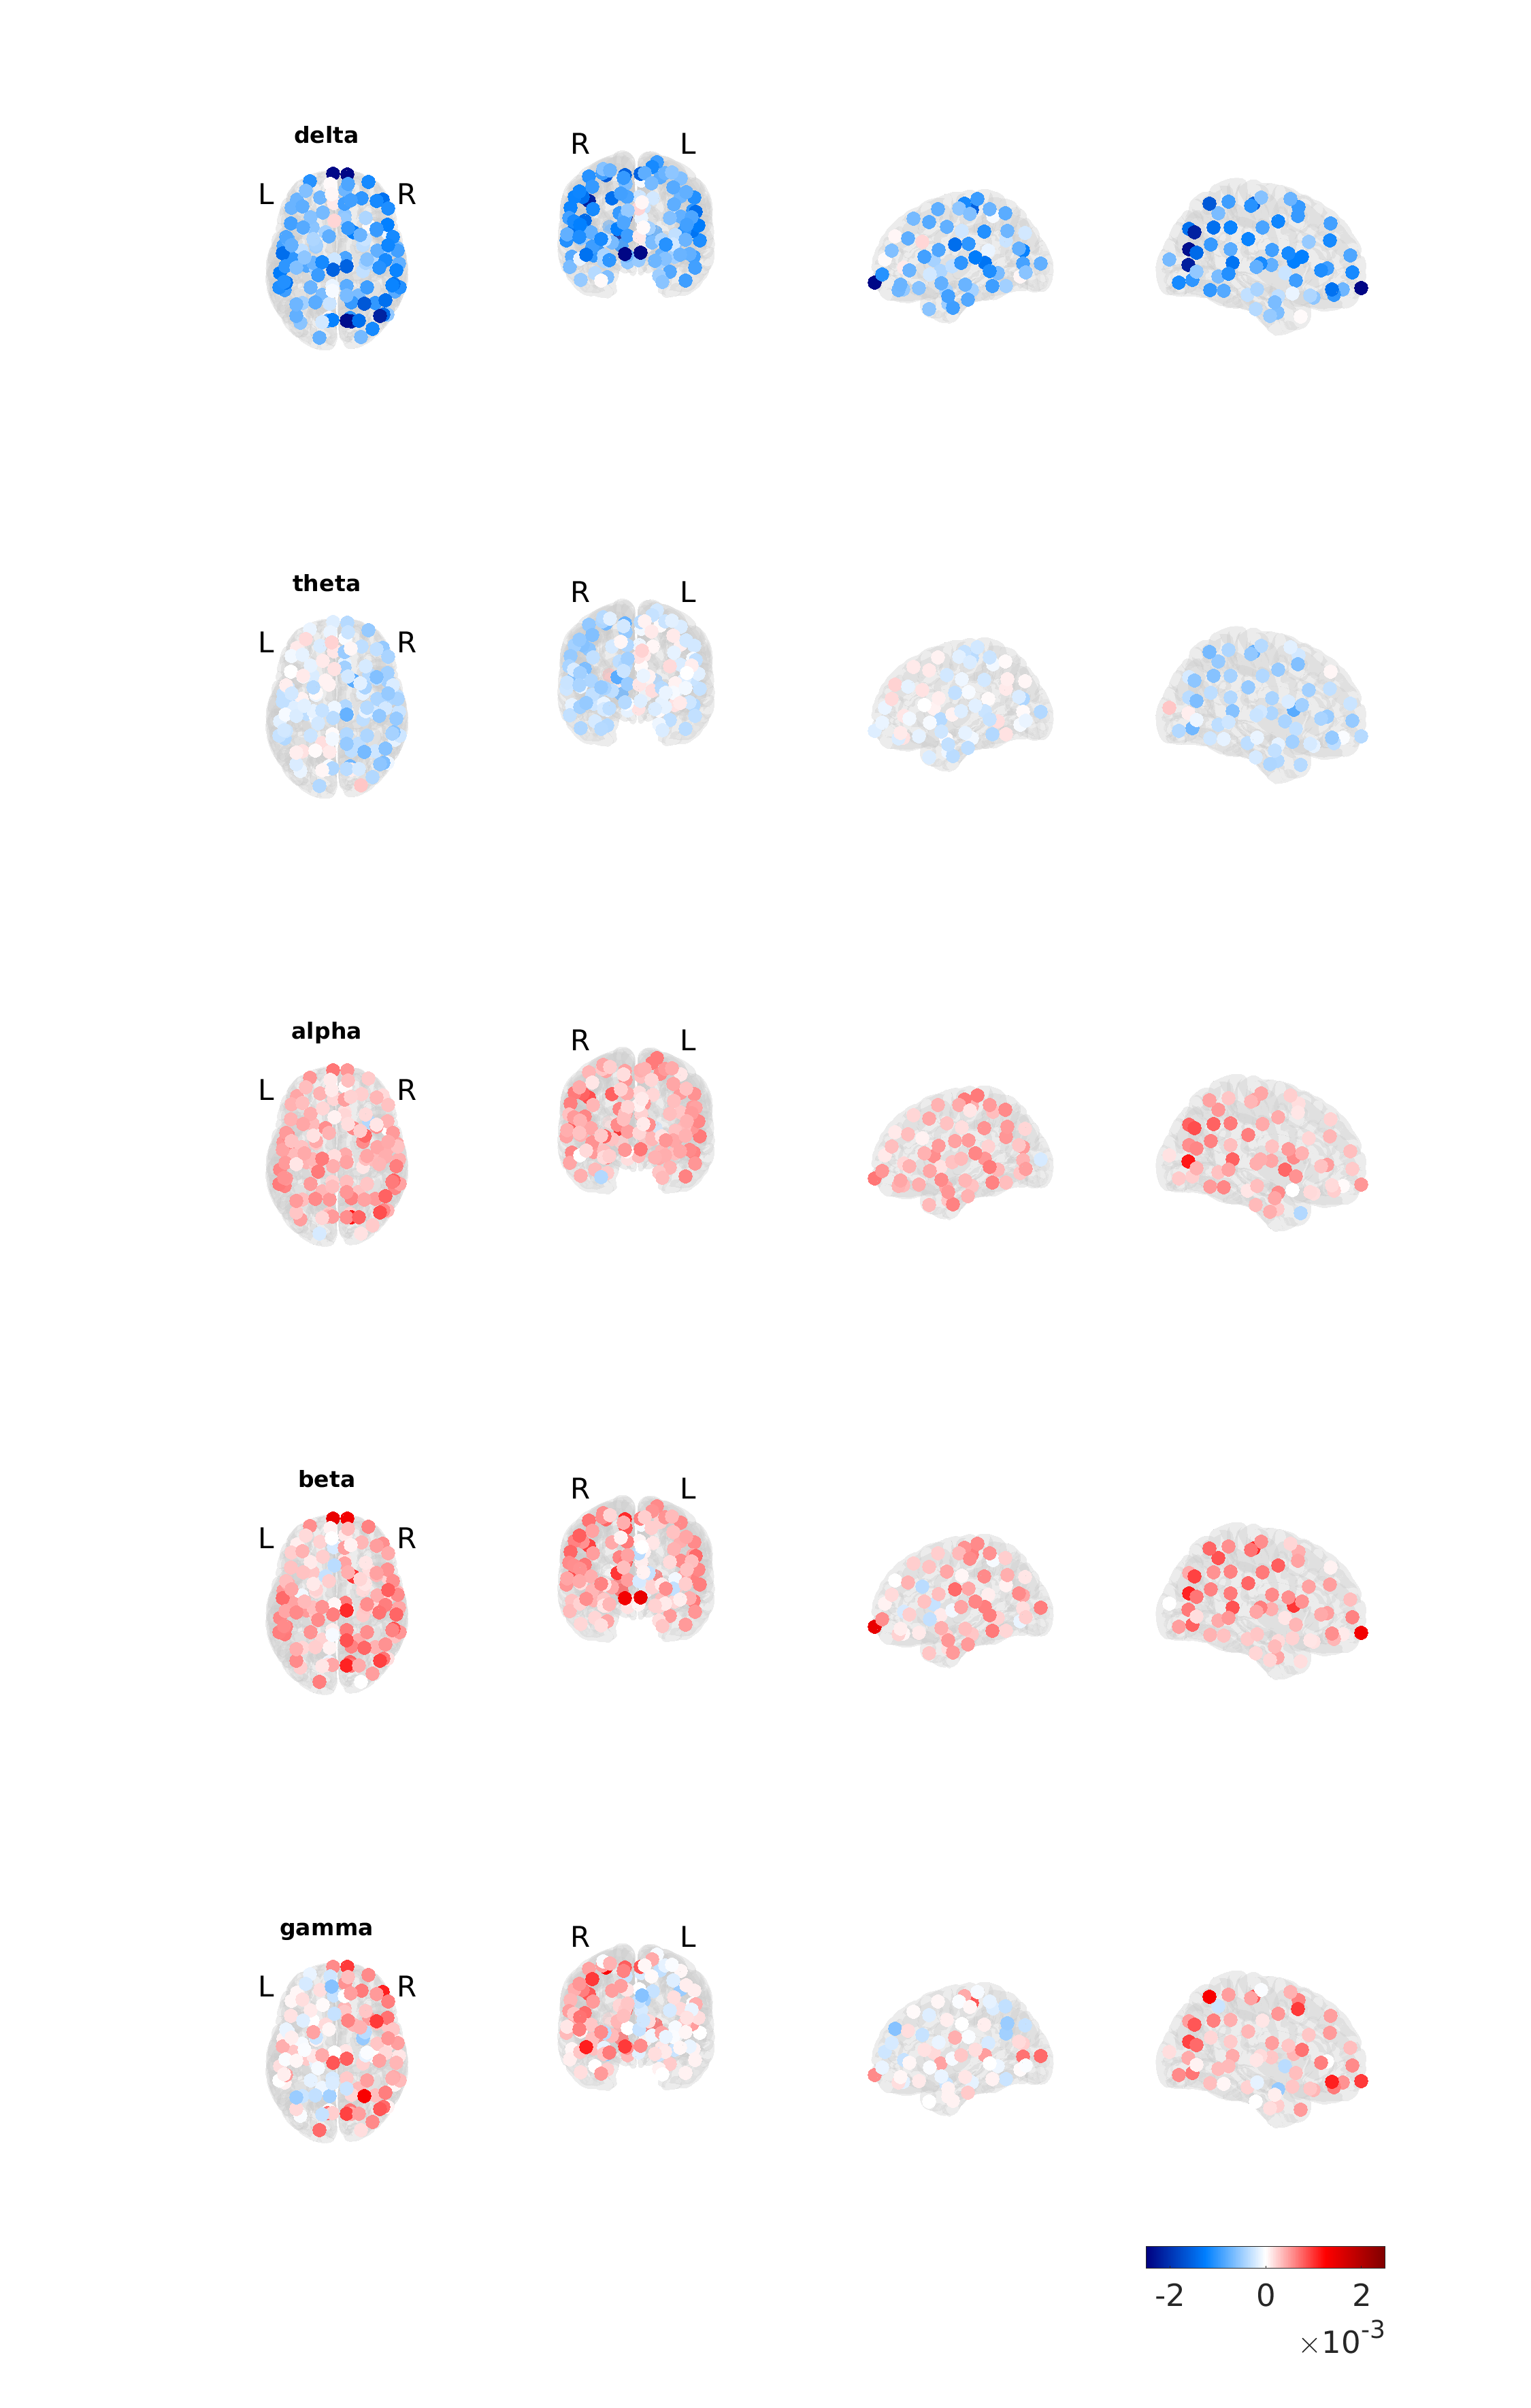 delta
L R R L
theta
L R R L
alpha
L R R L
beta
L R R L
gamma
L R R L
-2 0 2
×10-3